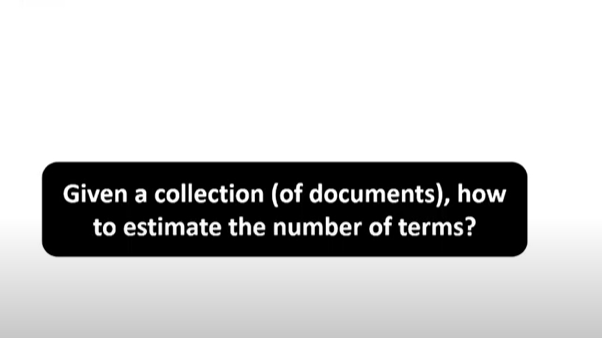 Given a collection (of documents), how
to estimate the number of terms?